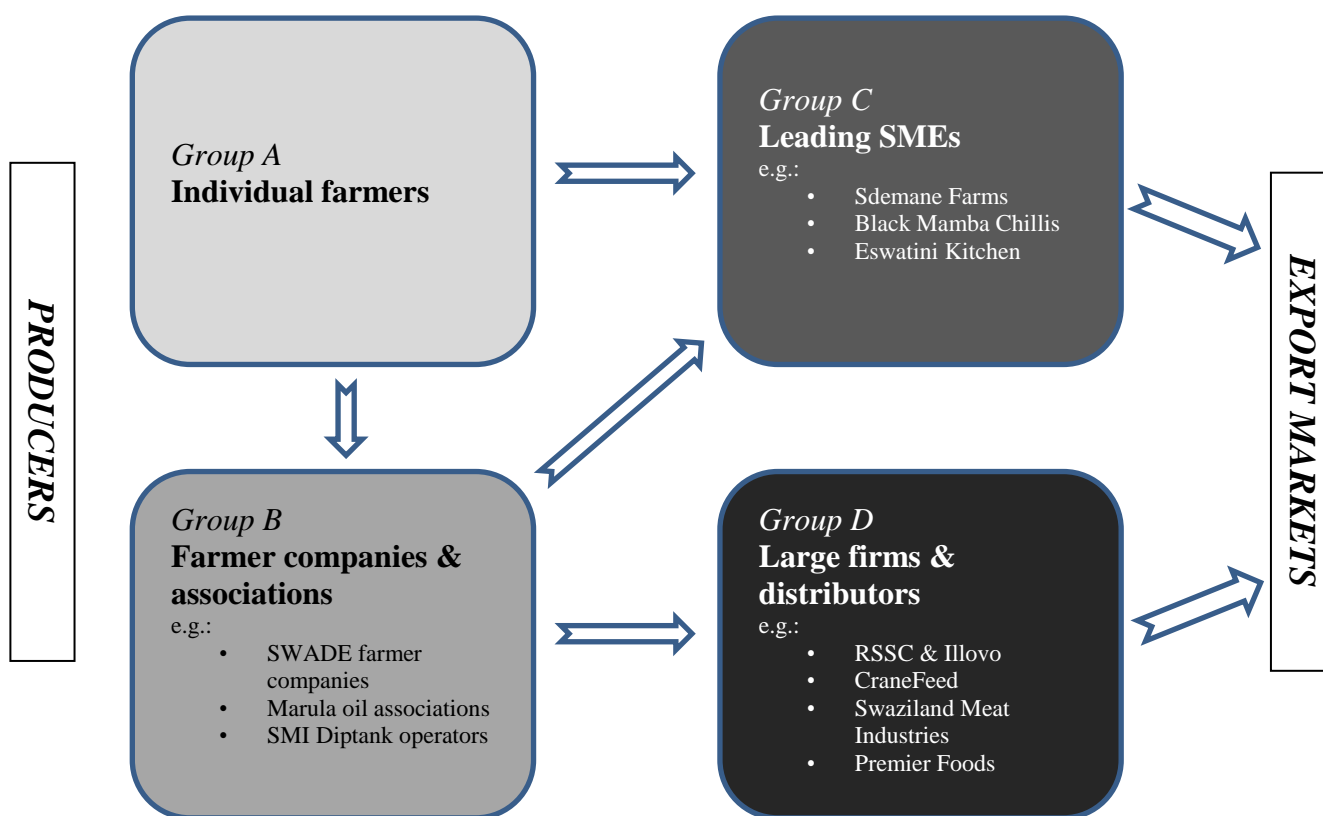 PRODUCERS
Group A
Individual farmers
Group C
Leading SMEs
e.g.:
• Sdemane Farms
• Black Mamba Chillis
• Eswatini Kitchen
Group B
Farmer companies &
associations
e.g.:
• SWADE farmer
companies
• Marula oil associations
• SMI Diptank operators
Group D
Large firms &
distributors
e.g.:
• RSSC & Illovo
• CraneFeed
• Swaziland Meat
Industries
• Premier Foods
EXPORT MARKETS